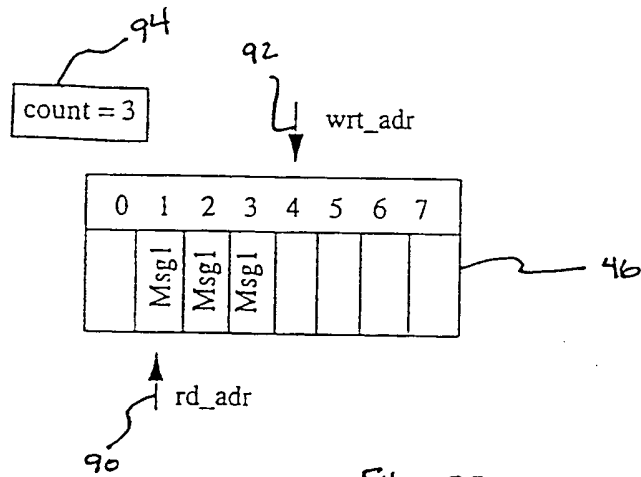 94
92
count = 3
wrt_adr
0 1 2 3 4 5 6 7
Msg1 Msg1 Msg1
46
rd_adr
90